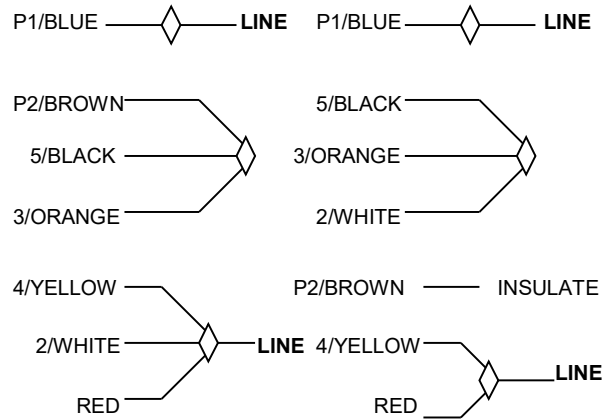 P1/BLUE LINE
P2/BROWN
5/BLACK
3/ORANGE
4/YELLOW
2/WHITE LINE
RED
P1/BLUE LINE
5/BLACK
3/ORANGE
2/WHITE
P2/BROWN INSULATE
4/YELLOW
LINE
RED